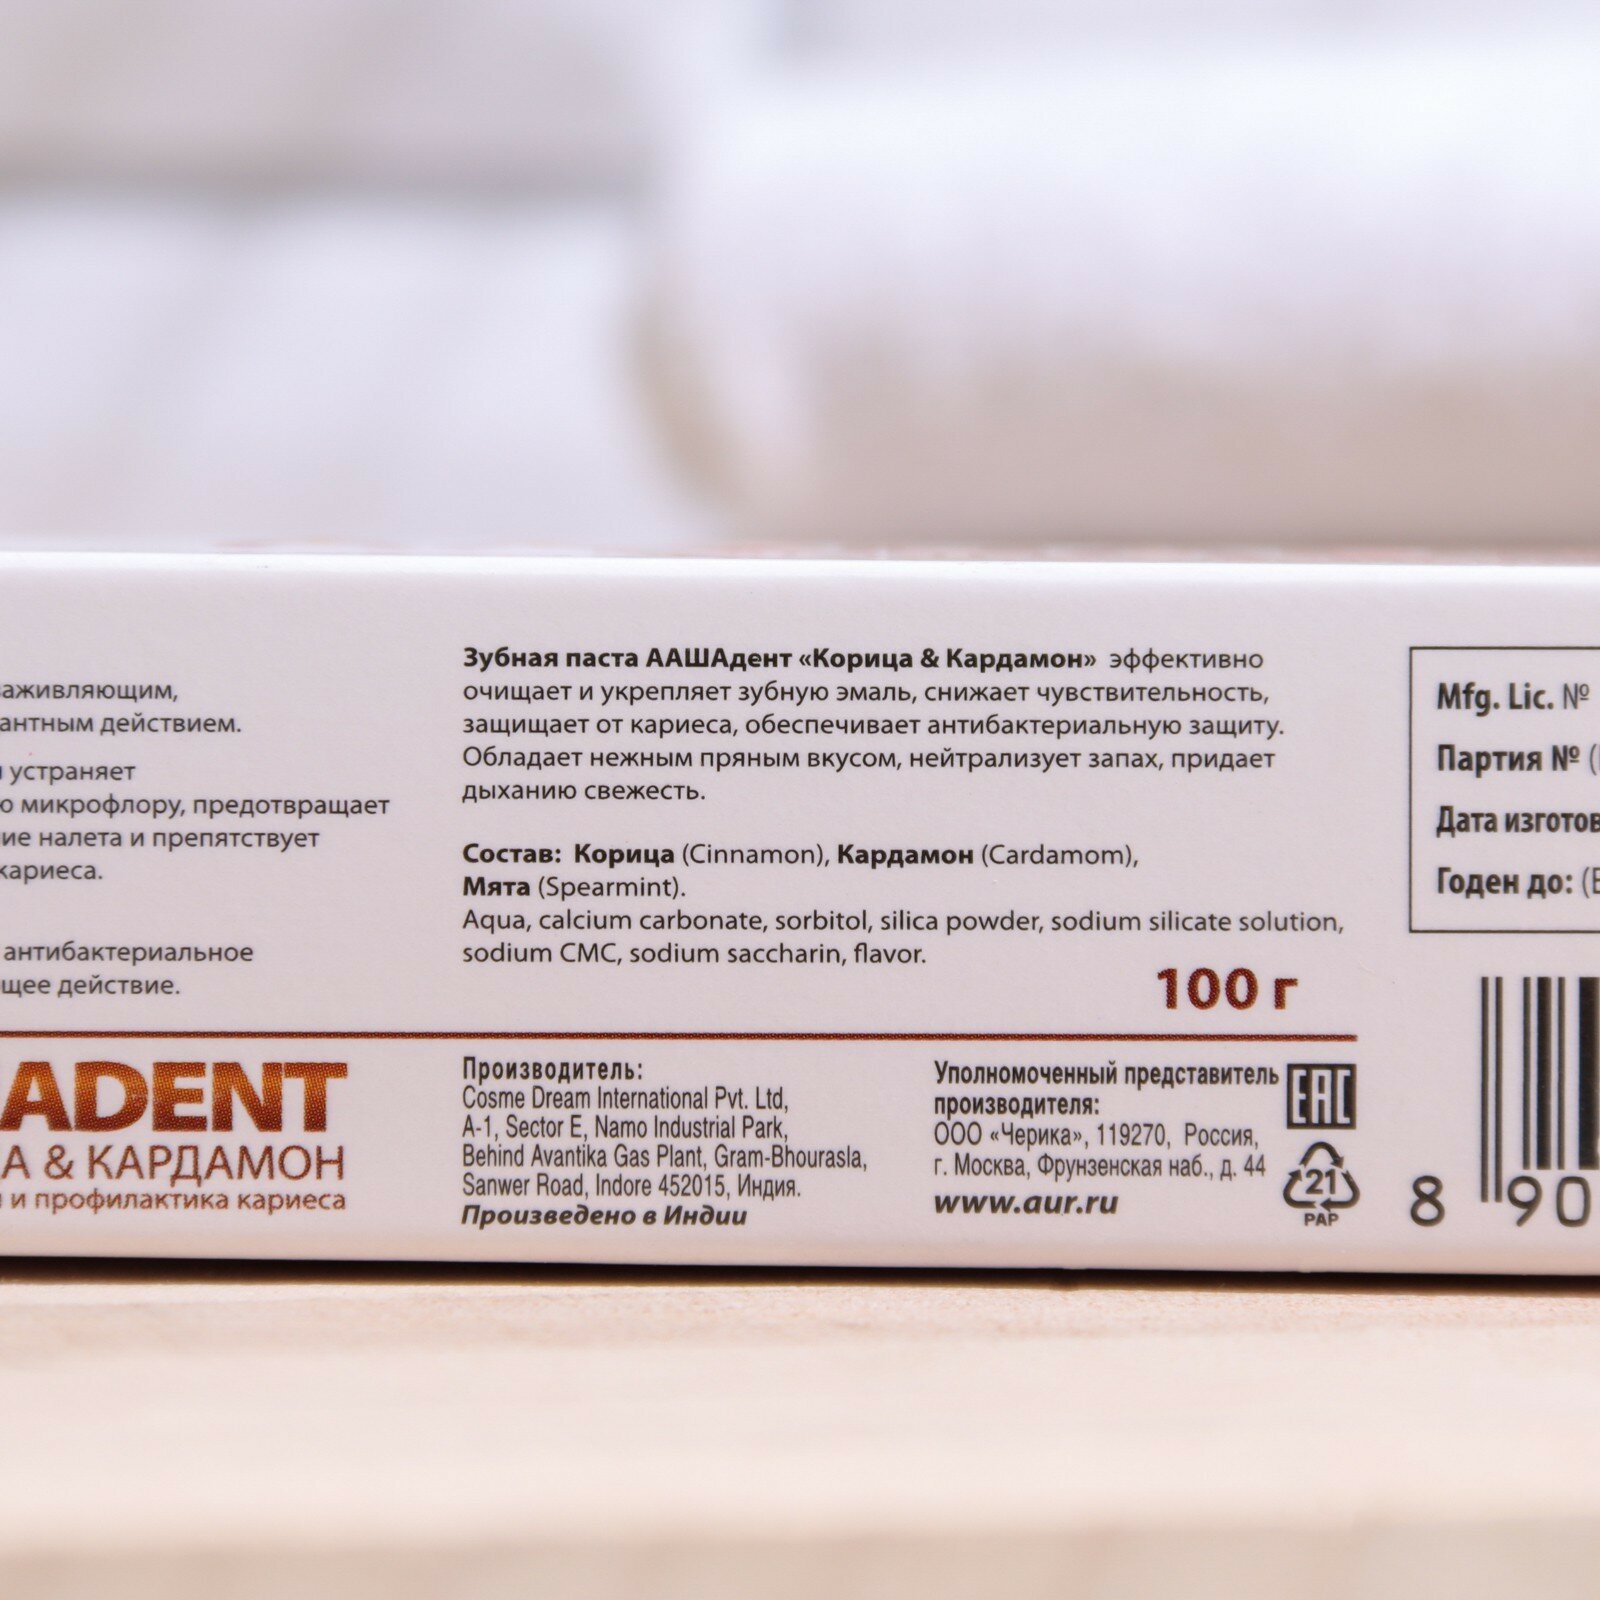 заживляющим,
антным действием.
устраняет
ю микрофлору, предотвращает
ие налета и препятствует
кариеса.
антибактериальное
щее действие.
ADENT
А & КАРДАМОН
и профилактика кариеса
Зубная паста ААШАдент «Корица & Кардамон» эффективно
очищает и укрепляет зубную эмаль, снижает чувствительность,
защищает от кариеса, обеспечивает антибактериальную защиту.
Обладает нежным пряным вкусом, нейтрализует запах, придает
дыханию свежесть.
Состав: Корица (Cinnamon), Кардамон (Cardamom),
Мята (Spearmint).
Aqua, calcium carbonate, sorbitol, silica powder, sodium silicate solution,
sodium CMC, sodium saccharin, flavor.
100 г
Производитель:
Cosme Dream International Pvt. Ltd,
A-1, Sector E, Namo Industrial Park,
Behind Avantika Gas Plant, Gram-Bhourasla,
Sanwer Road, Indore 452015, Индия.
Произведено в Индии
Уполномоченный представитель
производителя:
ООО «Черика», 119270, Россия,
г. Москва, Фрунзенская наб., д. 44
www.aur.ru
EAC
21
PAP
Mfg. Lic. №
Партия № (
Дата изготов
Годен до: (
8 90